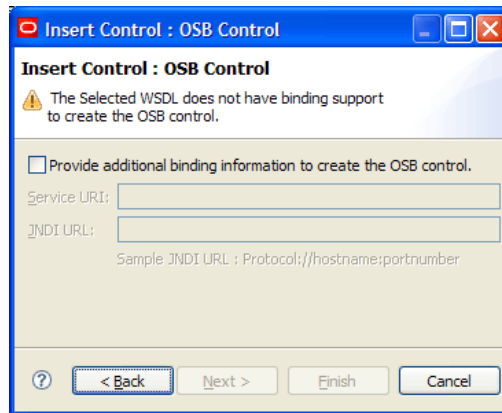 Insert Control : OSB Control
Insert Control : OSB Control
The Selected WSDL does not have binding support
to create the OSB control.
Provide additional binding information to create the OSB control.
Service URI:
JNDI URL:
Sample JNDI URL : Protocol://hostname:portnumber
? < Back Next > Finish Cancel